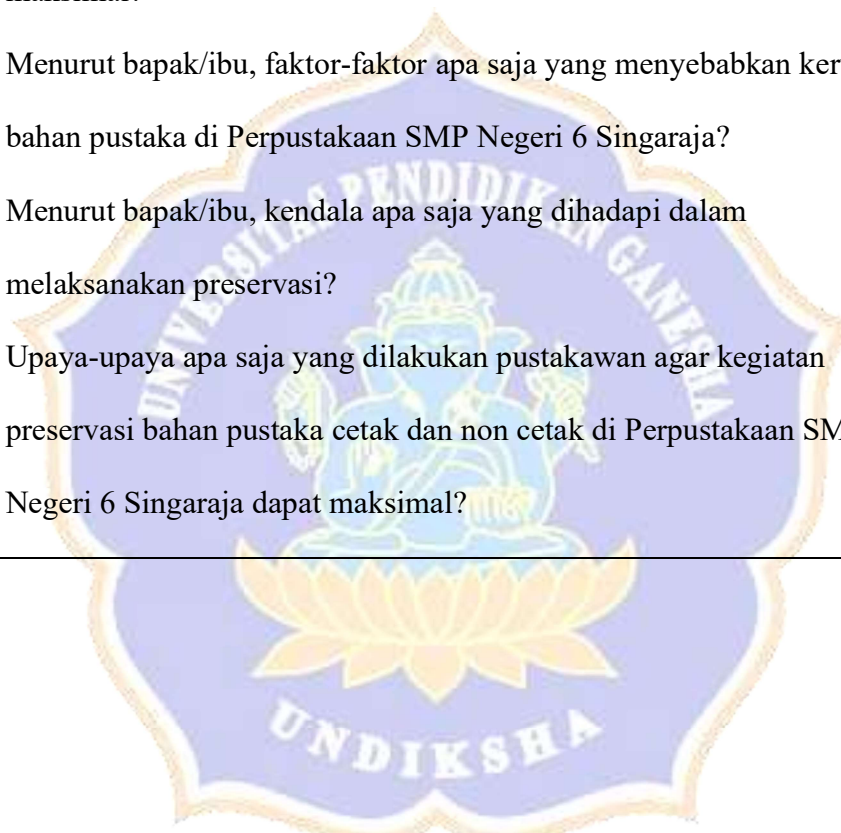 Menurut bapak/ibu, faktor-faktor apa saja yang menyebabkan
bahan pustaka di Perpustakaan SMP Negeri 6 Singaraja?
Menurut bapak/ibu, kendala apa saja yang dihadapi dalam
melaksanakan preservasi?
Upaya-upaya apa saja yang dilakukan pustakawan agar kegiatan
preservasi bahan pustaka cetak dan non cetak di Perpustakaan
Negeri 6 Singaraja dapat maksimal?
UNIVERSITAS PENDIDIKAN GANESHA
UNDIKSHA